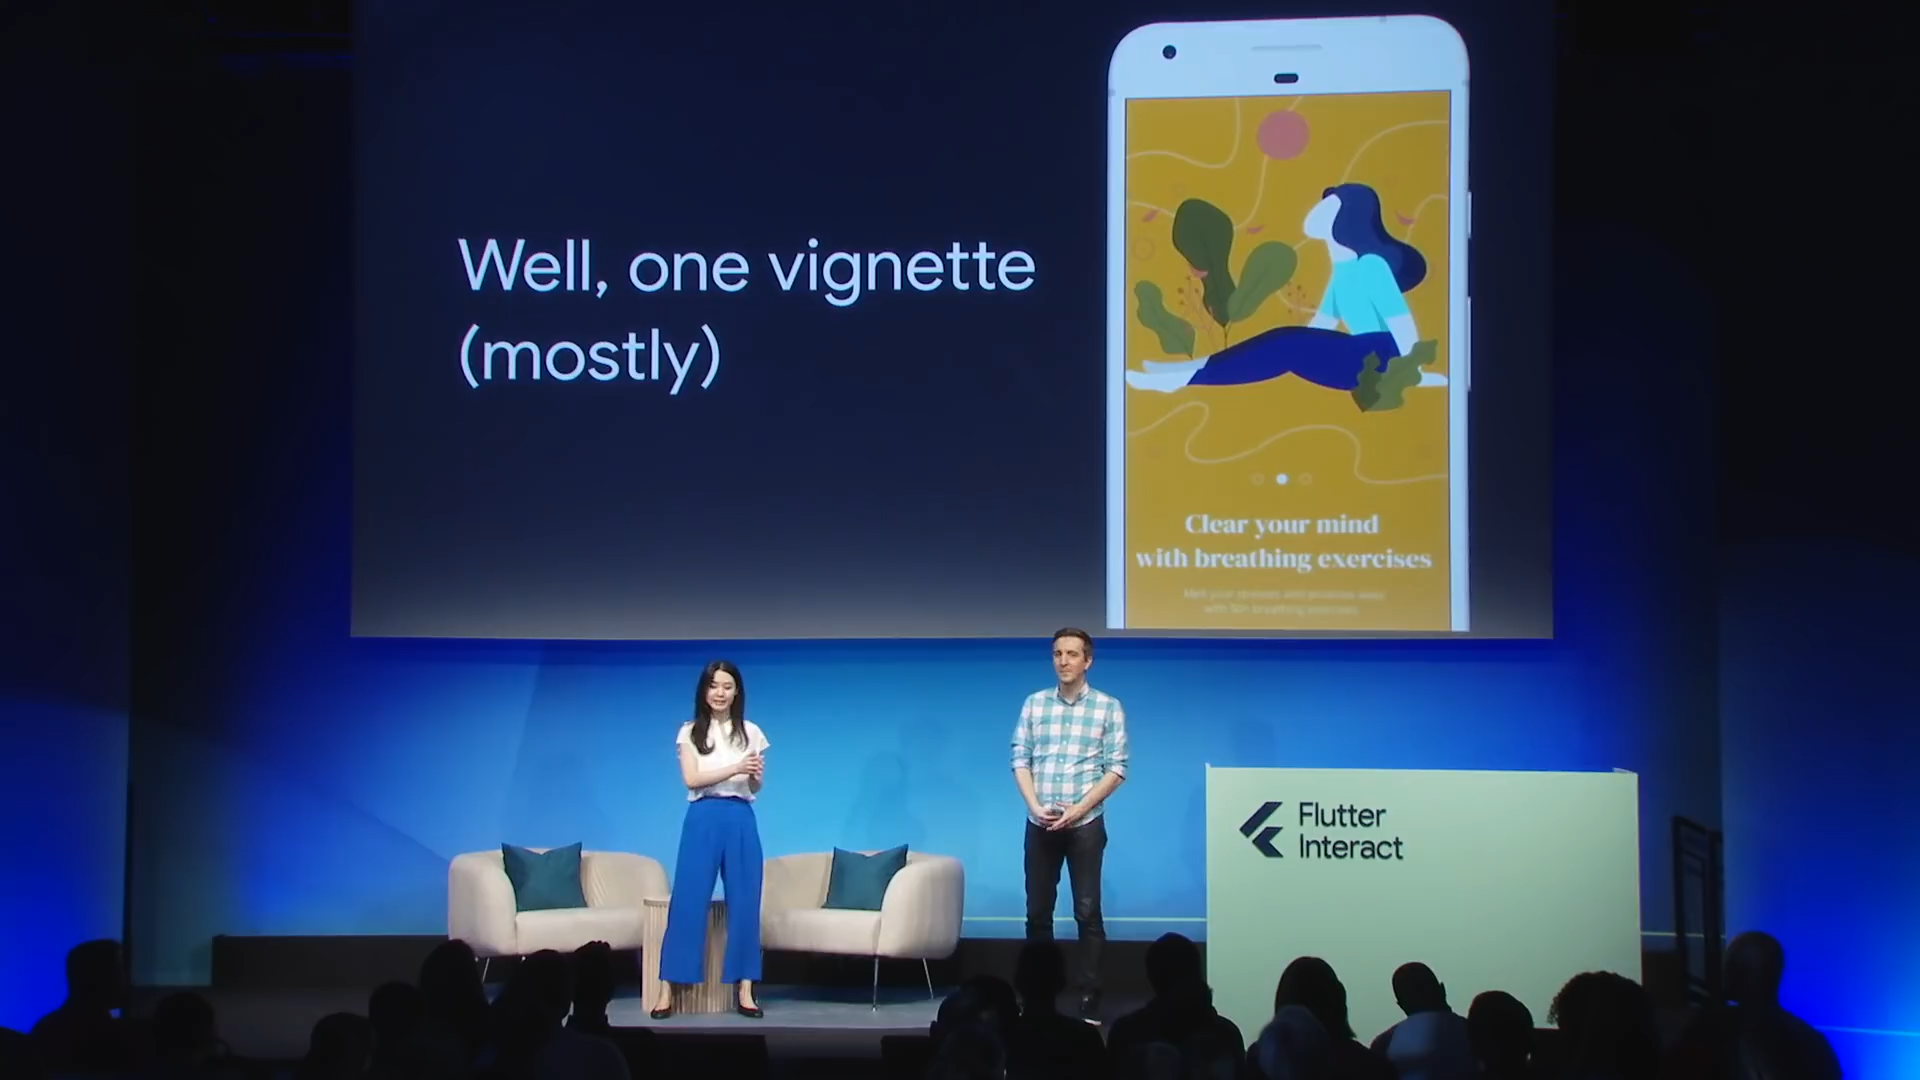 Well, one vignette
(mostly)
Clear your mind
with breathing exercises
Flutter
Interact